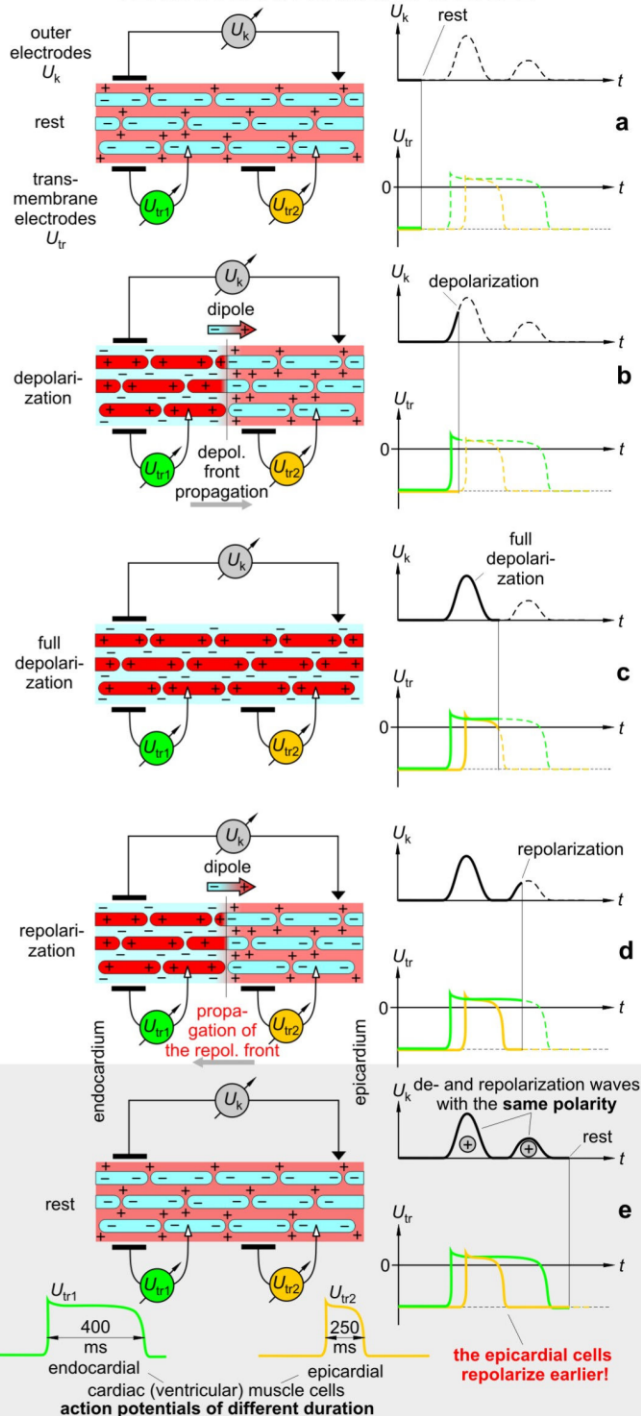 outer
electrodes
Uk
Uk
rest
trans-
membrane
electrodes
Utr
Utr1
Utr2
Uk
rest
t
a
Utr
0
t
Uk
dipole
depolari-
zation
Utr1
depol.
front
propagation
Utr2
Uk
depolarization
t
b
Utr
0
t
Uk
full
depolari-
zation
Utr1
Utr2
Uk
full
depolari-
zation
t
c
Utr
0
t
Uk
dipole
repolari-
zation
Utr1
propa-
gation of
the repol. front
Utr2
endocardium
epicardium
Uk
repolarization
t
d
Utr
0
t
Uk
rest
Utr1
Utr2
Uk
de- and repolarization waves
with the same polarity
rest
t
e
Utr
0
t
Utr1
400
ms
endocardial
Utr2
250
ms
epicardial
cardiac (ventricular) muscle cells
action potentials of different duration
the epicardial cells
repolarize earlier!